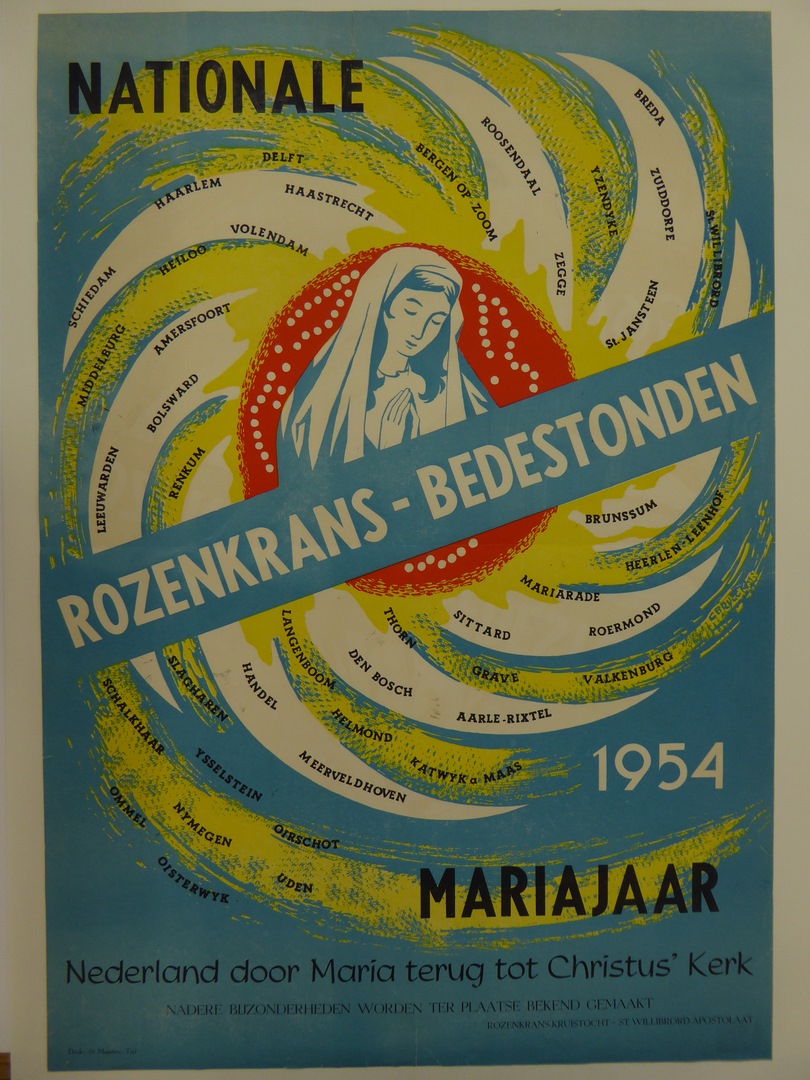 NATIONALE
BREDA
ROOSENDAAL
BERGEN OP ZOOM
YZENDYKE
ZUIDDORPE
St. WILLIBRORD
DELFT
HAARLEM
HAASTRECHT
VOLENDAM
HEILOO
ZEGGE
St. JANSTEEN
SCHIEDAM
AMERSFOORT
MIDDELBURG
BOLSWARD
RENKUM
LEEUWARDEN
ROZENKRANS - BEDESTONDEN
BRUNSSUM
HEERLEN-LEENHOF
MARIARADE
SITTARD
ROERMOND
THORN
LANGENBOOM
DEN BOSCH
GRAVE
VALKENBURG
HANDEL
SLAGHAREN
SCHALKHAAR
HELMOND
AARLE-RIXTEL
KATWYK a MAAS
MEERVELDHOVEN
YSSELSTEIN
1954
OMMEL
NYMEGEN
OIRSCHOT
OISTERWYK
UDEN
MARIAJAAR
Nederland door Maria terug tot Christus' Kerk
NADERE BIJZONDERHEDEN WORDEN TER PLAATSE BEKEND GEMAAKT
ROZENKRANS-KRUISTOCHT - ST WILLIBRORD-APOSTOLAAT